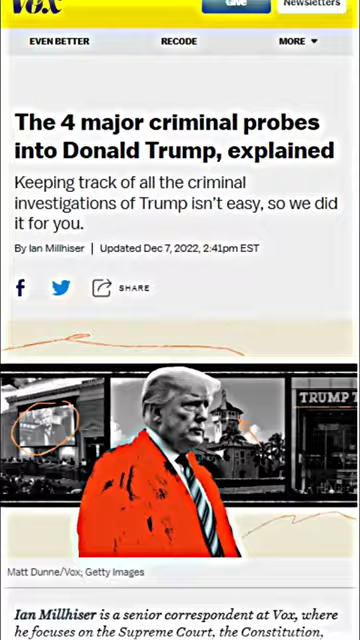 Vox
Give
Newsletters
EVEN BETTER
RECODE
MORE
The 4 major criminal probes
into Donald Trump, explained
Keeping track of all the criminal
investigations of Trump isn’t easy, so we did
it for you.
By Ian Millhiser | Updated Dec 7, 2022, 2:41pm EST
SHARE
TRUMP T
Matt Dunne/Vox; Getty Images
Ian Millhiser is a senior correspondent at Vox, where
he focuses on the Supreme Court, the Constitution,